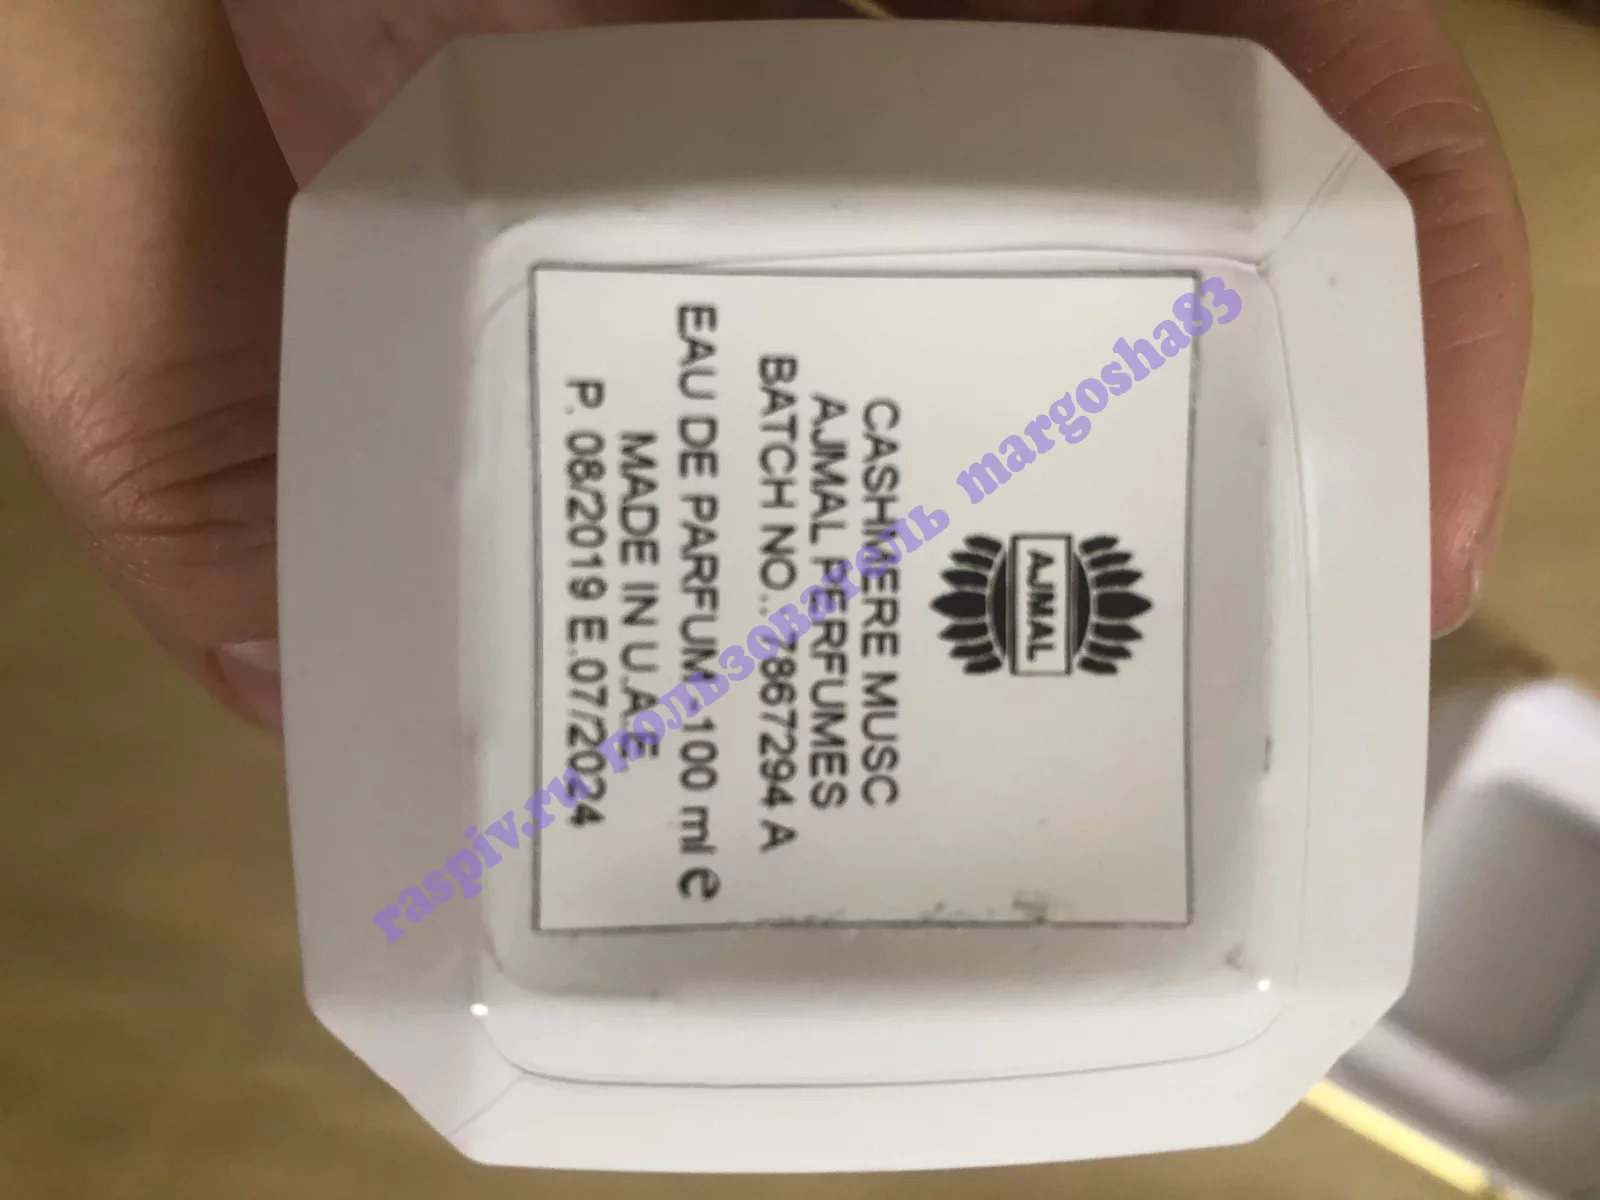 AJMAL
CASHMERE MUSC
AJMAL PERFUMES
BATCH NO.:7867294 A
EAU DE PARFUM-100 ml e
MADE IN U.A.E
P. 08/2019 E.07/2024
raspiv.ru пользователь margosha83